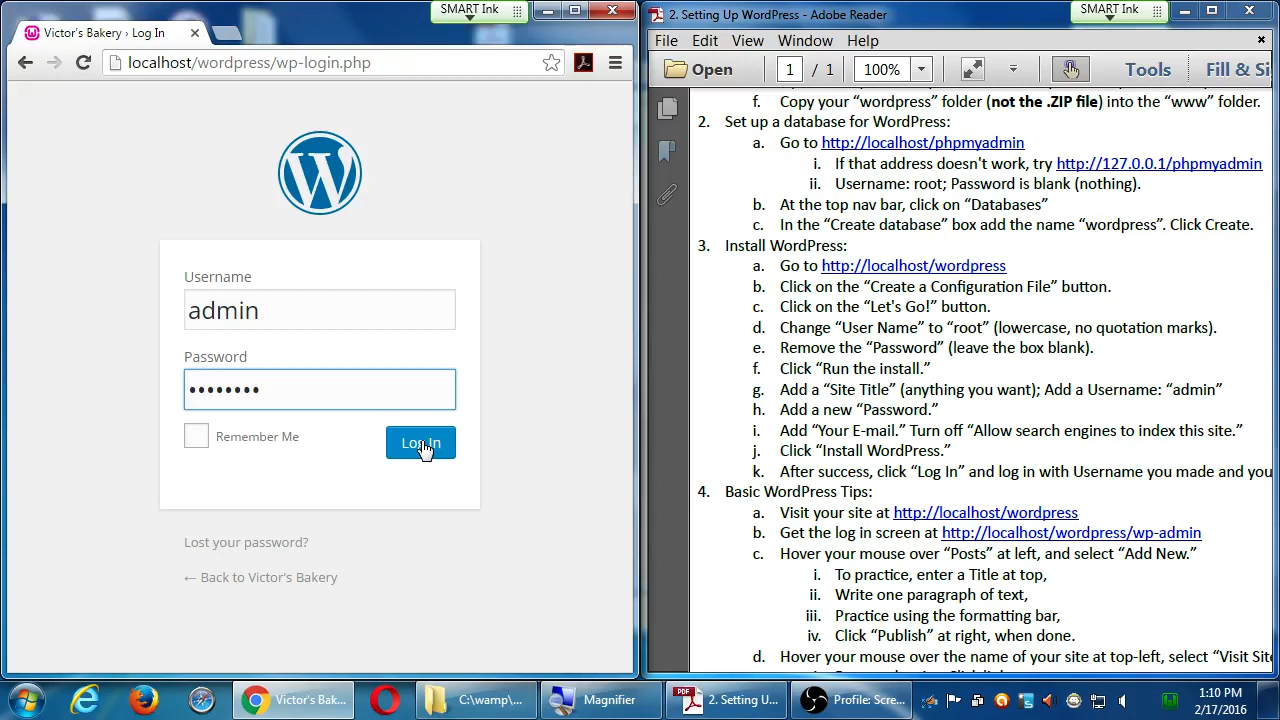 SMART Ink
Victor's Bakery › Log In
localhost/wordpress/wp-login.php
Username
admin
Password
Remember Me
Log In
Lost your password?
← Back to Victor's Bakery
2. Setting Up WordPress - Adobe Reader
SMART Ink
File Edit View Window Help
Open 1 / 1 100% Tools Fill & Si
f. Copy your “wordpress” folder (not the .ZIP file) into the “www” folder.
2. Set up a database for WordPress:
a. Go to http://localhost/phpmyadmin
i. If that address doesn't work, try http://127.0.0.1/phpmyadmin
ii. Username: root; Password is blank (nothing).
b. At the top nav bar, click on “Databases”
c. In the “Create database” box add the name “wordpress”. Click Create.
3. Install WordPress:
a. Go to http://localhost/wordpress
b. Click on the “Create a Configuration File” button.
c. Click on the “Let's Go!” button.
d. Change “User Name” to “root” (lowercase, no quotation marks).
e. Remove the “Password” (leave the box blank).
f. Click “Run the install.”
g. Add a “Site Title” (anything you want); Add a Username: “admin”
h. Add a new “Password.”
i. Add “Your E-mail.” Turn off “Allow search engines to index this site.”
j. Click “Install WordPress.”
k. After success, click “Log In” and log in with Username you made and you
4. Basic WordPress Tips:
a. Visit your site at http://localhost/wordpress
b. Get the log in screen at http://localhost/wordpress/wp-admin
c. Hover your mouse over “Posts” at left, and select “Add New.”
i. To practice, enter a Title at top,
ii. Write one paragraph of text,
iii. Practice using the formatting bar,
iv. Click “Publish” at right, when done.
d. Hover your mouse over the name of your site at top-left, select “Visit Sit
Victor's Bak... C:\wamp\... Magnifier 2. Setting U... Profile: Scre...
1:10 PM
2/17/2016